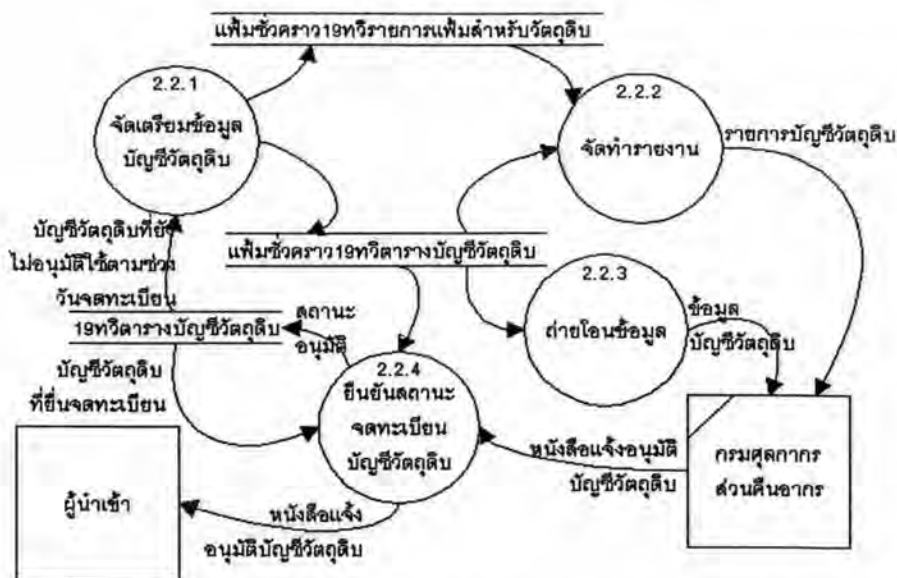 แฟ้มชั่วคราว19ทวิรายการแฟ้มสำหรับวัตถุดิบ
2.2.1
จัดเตรียมข้อมูล
บัญชีวัตถุดิบ
2.2.2
จัดทำรายงาน
รายการบัญชีวัตถุดิบ
บัญชีวัตถุดิบที่ยัง
ไม่อนุมัติใช้ตามช่วง
วันจดทะเบียน
แฟ้มชั่วคราว19ทวิตารางบัญชีวัตถุดิบ
2.2.3
ถ่ายโอนข้อมูล
ข้อมูล
บัญชีวัตถุดิบ
19ทวิตารางบัญชีวัตถุดิบ
สถานะ
อนุมัติ
บัญชีวัตถุดิบ
ที่ยื่นจดทะเบียน
2.2.4
ยืนยันสถานะ
จดทะเบียน
บัญชีวัตถุดิบ
หนังสือแจ้งอนุมัติ
บัญชีวัตถุดิบ
กรมศุลกากร
ส่วนคืนอากร
ผู้นำเข้า
หนังสือแจ้ง
อนุมัติบัญชีวัตถุดิบ